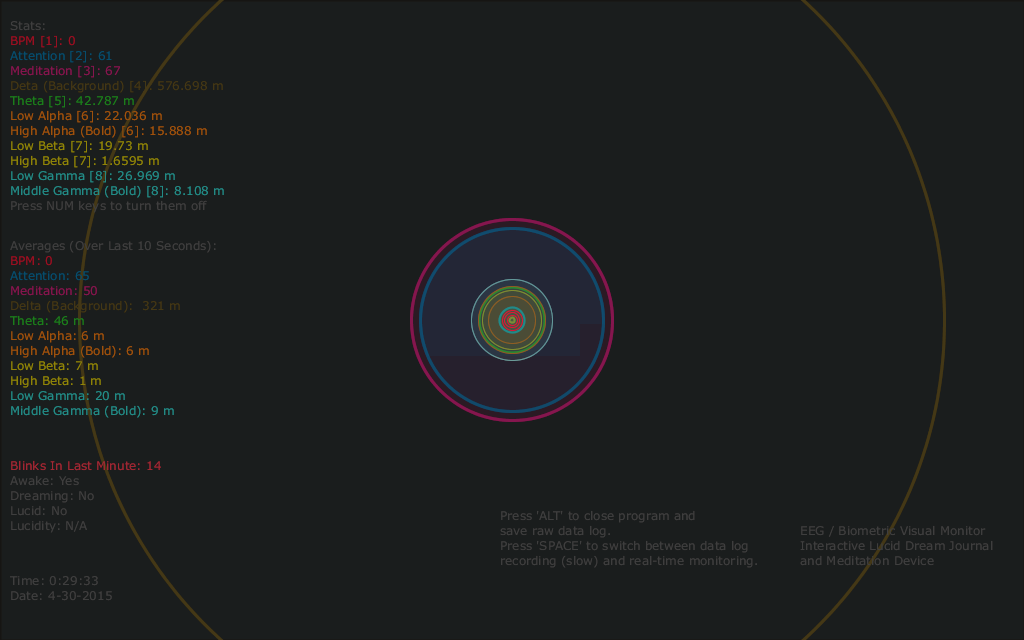 Stats:
BPM [1]: 0
Attention [2]: 61
Meditation [3]: 67
Deta (Background) [4]: 576.698 m
Theta [5]: 42.787 m
Low Alpha [6]: 22.036 m
High Alpha (Bold) [6]: 15.888 m
Low Beta [7]: 19.73 m
High Beta [7]: 1.6595 m
Low Gamma [8]: 26.969 m
Middle Gamma (Bold) [8]: 8.108 m
Press NUM keys to turn them off
Averages (Over Last 10 Seconds):
BPM: 0
Attention: 65
Meditation: 50
Delta (Background):  321 m
Theta: 46 m
Low Alpha: 6 m
High Alpha (Bold): 6 m
Low Beta: 7 m
High Beta: 1 m
Low Gamma: 20 m
Middle Gamma (Bold): 9 m
Blinks In Last Minute: 14
Awake: Yes
Dreaming: No
Lucid: No
Lucidity: N/A
Time: 0:29:33
Date: 4-30-2015
Press 'ALT' to close program and
save raw data log.
Press 'SPACE' to switch between data log
recording (slow) and real-time monitoring.
EEG / Biometric Visual Monitor
Interactive Lucid Dream Journal
and Meditation Device